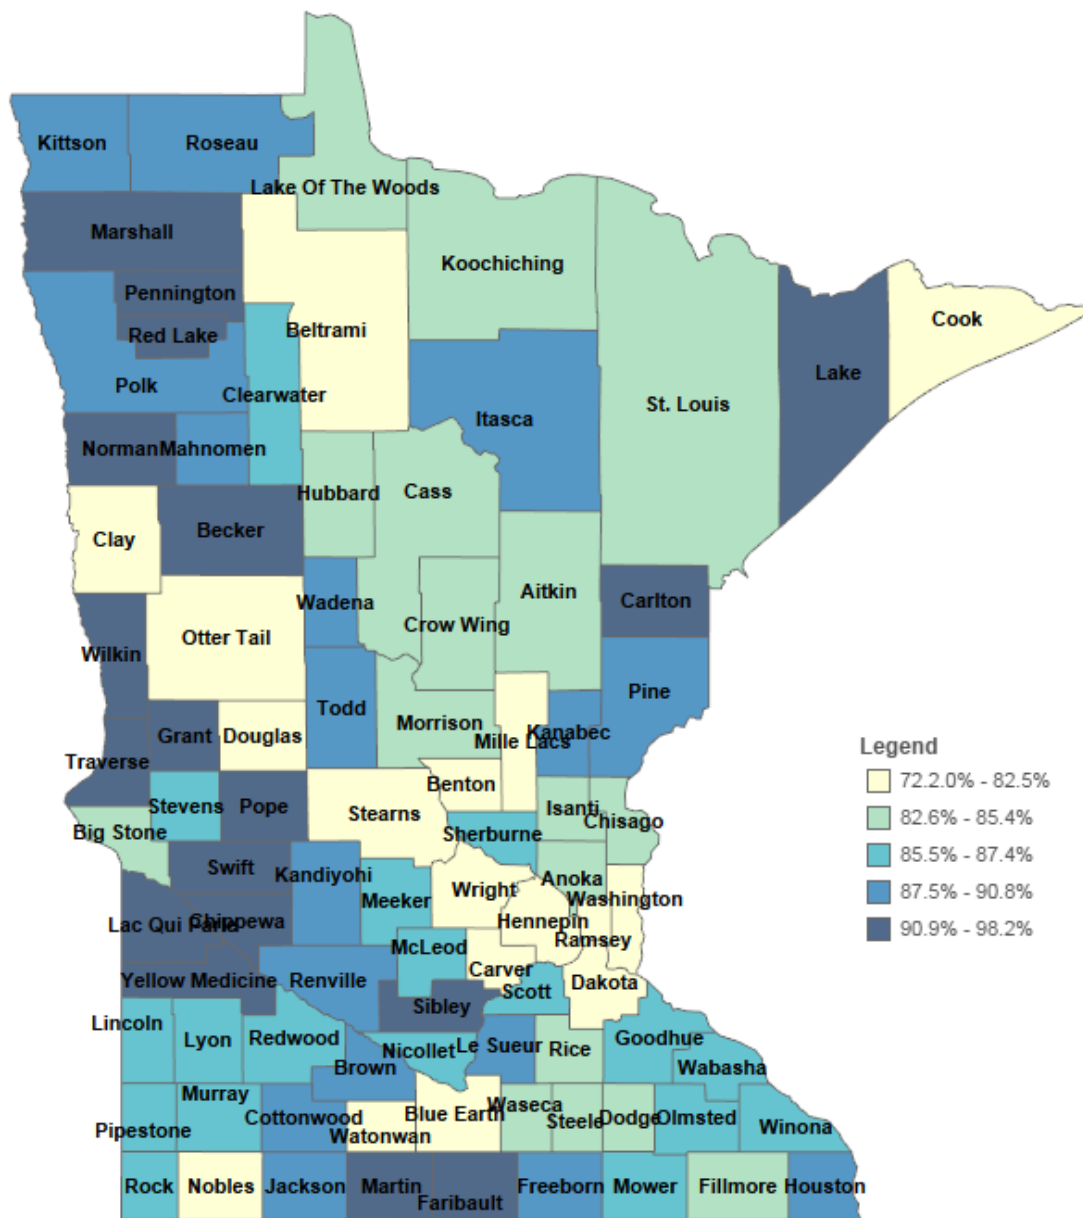 Kittson
Roseau
Lake Of The Woods
Marshall
Koochiching
Pennington
Cook
Beltrami
Red Lake
Lake
Polk
Clearwater
St. Louis
Itasca
Norman
Mahnomen
Hubbard
Cass
Becker
Clay
Aitkin
Wadena
Carlton
Crow Wing
Otter Tail
Wilkin
Pine
Todd
Morrison
Grant
Douglas
Mille Lacs
Kanabec
Legend
Traverse
72.2.0% - 82.5%
Benton
Stevens
Pope
Isanti
Stearns
82.6% - 85.4%
Chisago
Big Stone
Sherburne
85.5% - 87.4%
Swift
Kandiyohi
Anoka
87.5% - 90.8%
Wright
Meeker
Washington
Lac Qui Parle
Chippewa
Hennepin
90.9% - 98.2%
Ramsey
McLeod
Carver
Yellow Medicine
Renville
Dakota
Scott
Sibley
Lincoln
Lyon
Redwood
Goodhue
Nicollet
Le Sueur
Rice
Brown
Wabasha
Murray
Waseca
Blue Earth
Cottonwood
Steele
Dodge
Olmsted
Pipestone
Watonwan
Winona
Rock
Nobles
Jackson
Martin
Freeborn
Mower
Fillmore
Houston
Faribault